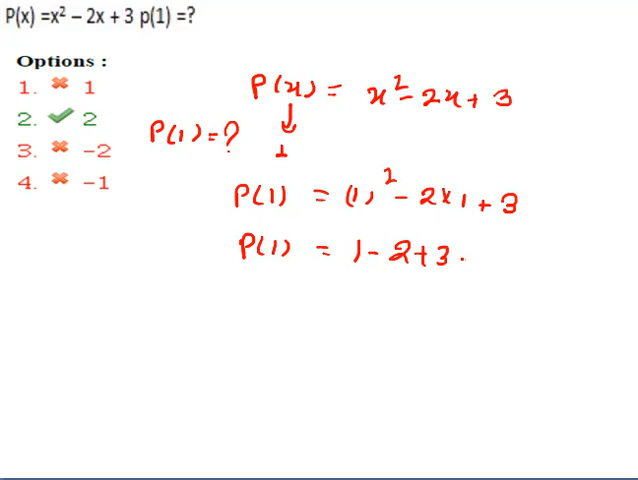 P(x) =x² – 2x + 3 p(1) =?
Options :
1. 1
2. 2
3. −2
4. −1
P(x) = x² - 2x + 3
P(1) = ?
1
P(1) = (1)² - 2x1 + 3
P(1) = 1 - 2 + 3 .